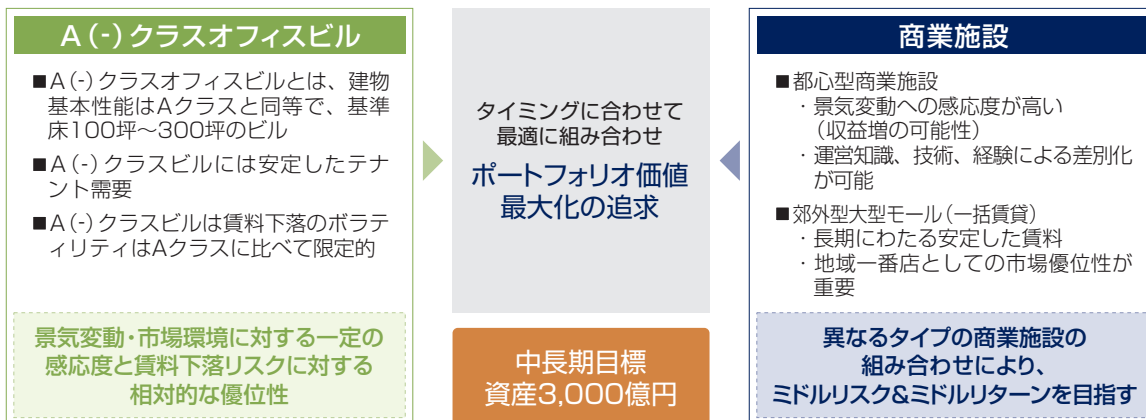 A(-)クラスオフィスビル
■A(-)クラスオフィスビルとは、建物
基本性能はAクラスと同等で、基準
床100坪～300坪のビル
■A(-)クラスビルには安定したテナ
ント需要
■A(-)クラスビルは賃料下落のボラ
ティリティはAクラスに比べて限定的
景気変動・市場環境に対する一定の
感応度と賃料下落リスクに対する
相対的な優位性
タイミングに合わせて
最適に組み合わせ
ポートフォリオ価値
最大化の追求
中長期目標
資産3,000億円
商業施設
■都心型商業施設
・景気変動への感応度が高い
（収益増の可能性）
・運営知識、技術、経験による差別化
が可能
■郊外型大型モール（一括賃貸）
・長期にわたる安定した賃料
・地域一番店としての市場優位性が
重要
異なるタイプの商業施設の
組み合わせにより、
ミドルリスク&ミドルリターンを目指す